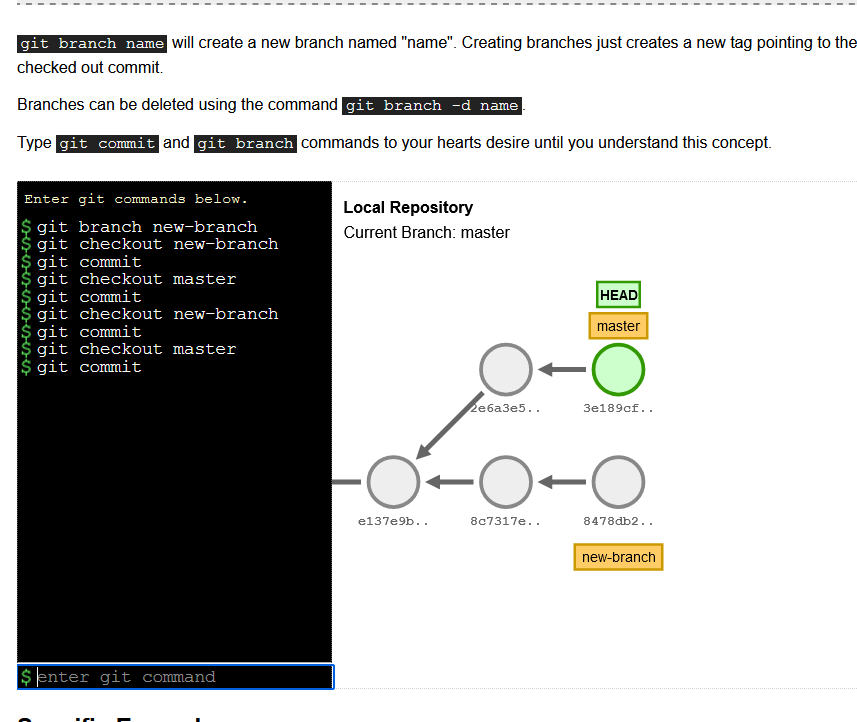 git branch name will create a new branch named "name". Creating branches just creates a new tag pointing to the
checked out commit.
Branches can be deleted using the command git branch -d name.
Type git commit and git branch commands to your hearts desire until you understand this concept.
Enter git commands below.
$ git branch new-branch
$ git checkout new-branch
$ git commit
$ git checkout master
$ git commit
$ git checkout new-branch
$ git commit
$ git checkout master
$ git commit
$ enter git command
Local Repository
Current Branch: master
HEAD
master
2e6a3e5..
3e189cf..
e137e9b..
8c7317e..
8478db2..
new-branch